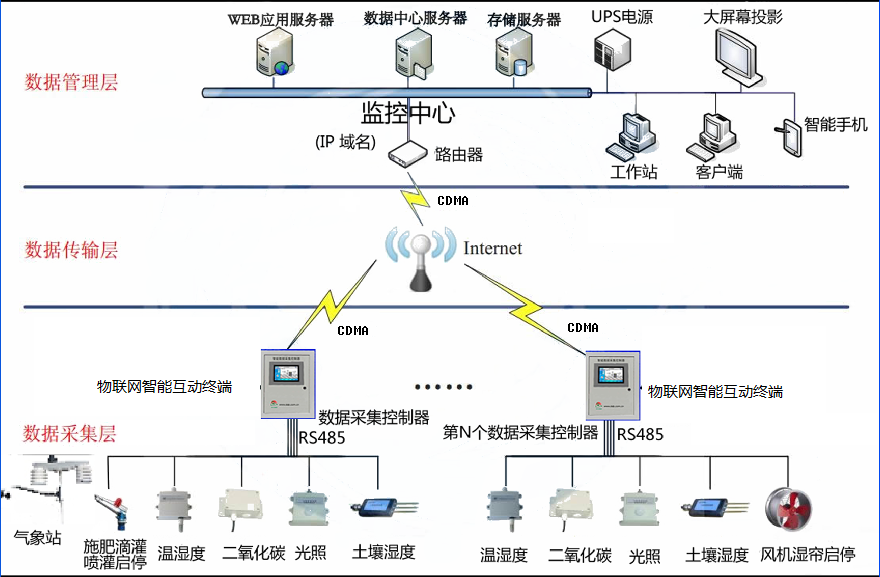 WEB应用服务器
数据中心服务器
存储服务器
UPS电源
大屏幕投影
数据管理层
监控中心
(IP 域名)
路由器
工作站
客户端
智能手机
CDMA
数据传输层
Internet
CDMA
CDMA
物联网智能互动终端
······
物联网智能互动终端
数据采集层
数据采集控制器
RS485
第N个数据采集控制器
RS485
气象站
施肥滴灌
喷灌启停
温湿度
二氧化碳
光照
土壤湿度
温湿度
二氧化碳
光照
土壤湿度
风机湿帘启停